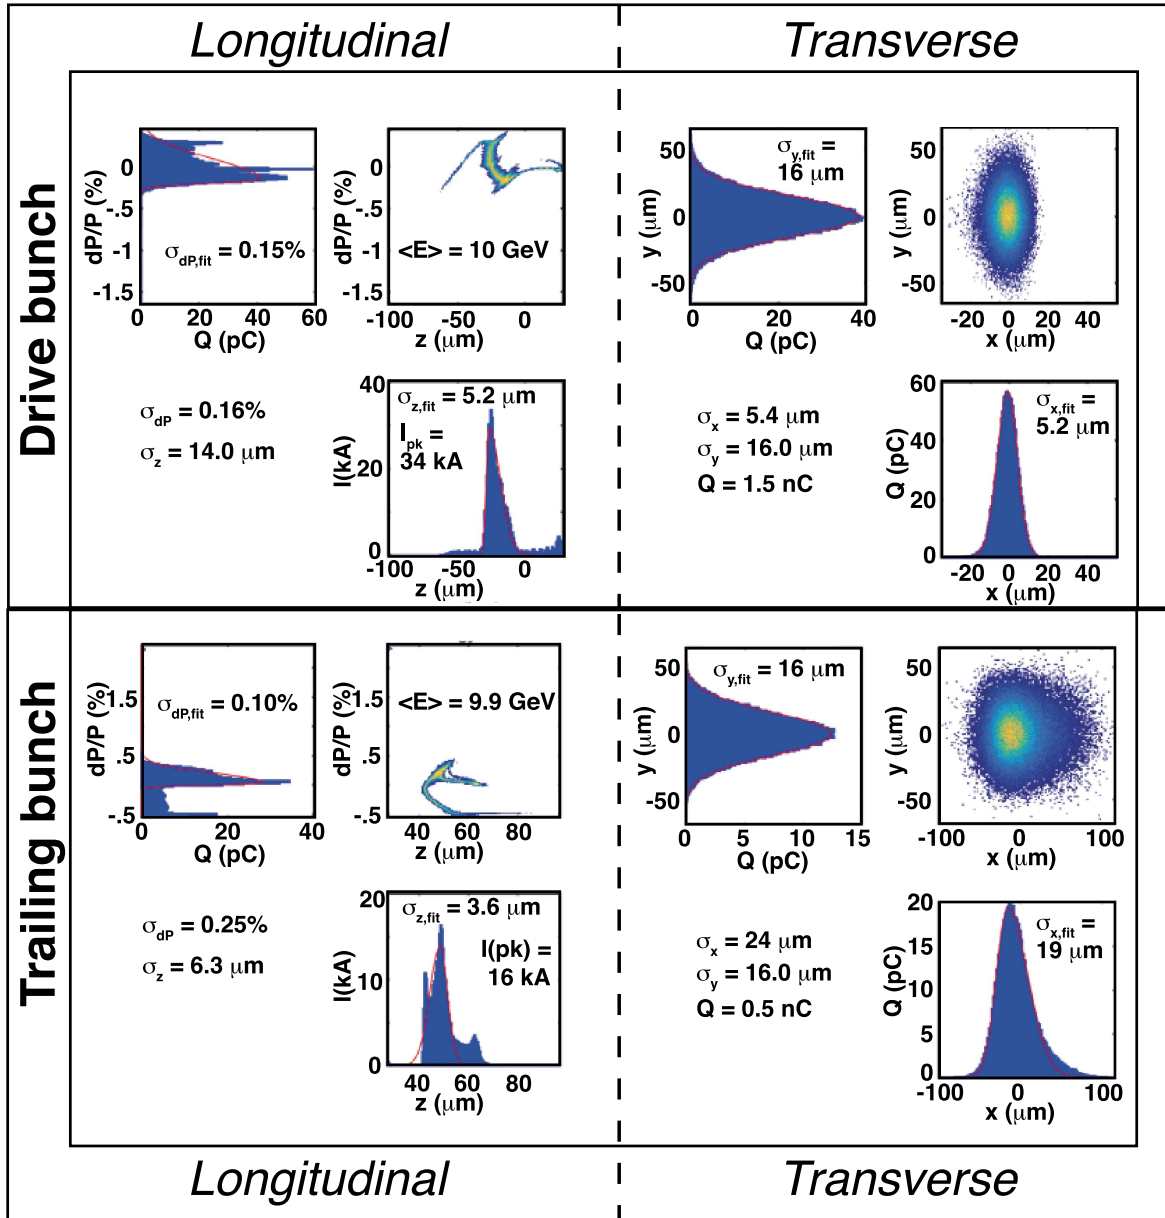 Longitudinal
Transverse
Drive bunch
dP/P (%)
0
-.5
-1
-1.5
σdP,fit = 0.15%
0 20 40 60
Q (pC)
dP/P (%)
0
-.5
-1
-1.5
<E> = 10 GeV
-100 -50 0
z (μm)
y (μm)
50
0
-50
σy,fit =
16 μm
0 20 40
Q (pC)
y (μm)
50
0
-50
-20 0 20 40
x (μm)
σdP = 0.16%
σz = 14.0 μm
I(kA)
40
20
0
σz,fit = 5.2 μm
Ipk =
34 kA
-100 -50 0
z (μm)
σx = 5.4 μm
σy = 16.0 μm
Q = 1.5 nC
Q (pC)
60
40
20
0
σx,fit =
5.2 μm
-20 0 20 40
x (μm)
Trailing bunch
dP/P (%)
1.5
.5
-.5
σdP,fit = 0.10%
0 20 40
Q (pC)
dP/P (%)
1.5
.5
-.5
<E> = 9.9 GeV
40 60 80
z (μm)
y (μm)
50
0
-50
σy,fit = 16 μm
0 5 10 15
Q (pC)
y (μm)
50
0
-50
-100 0 100
x (μm)
σdP = 0.25%
σz = 6.3 μm
I(kA)
20
10
0
σz,fit = 3.6 μm
I(pk) =
16 kA
40 60 80
z (μm)
σx = 24 μm
σy = 16.0 μm
Q = 0.5 nC
Q (pC)
20
15
10
5
0
σx,fit =
19 μm
-100 0 100
x (μm)
Longitudinal
Transverse